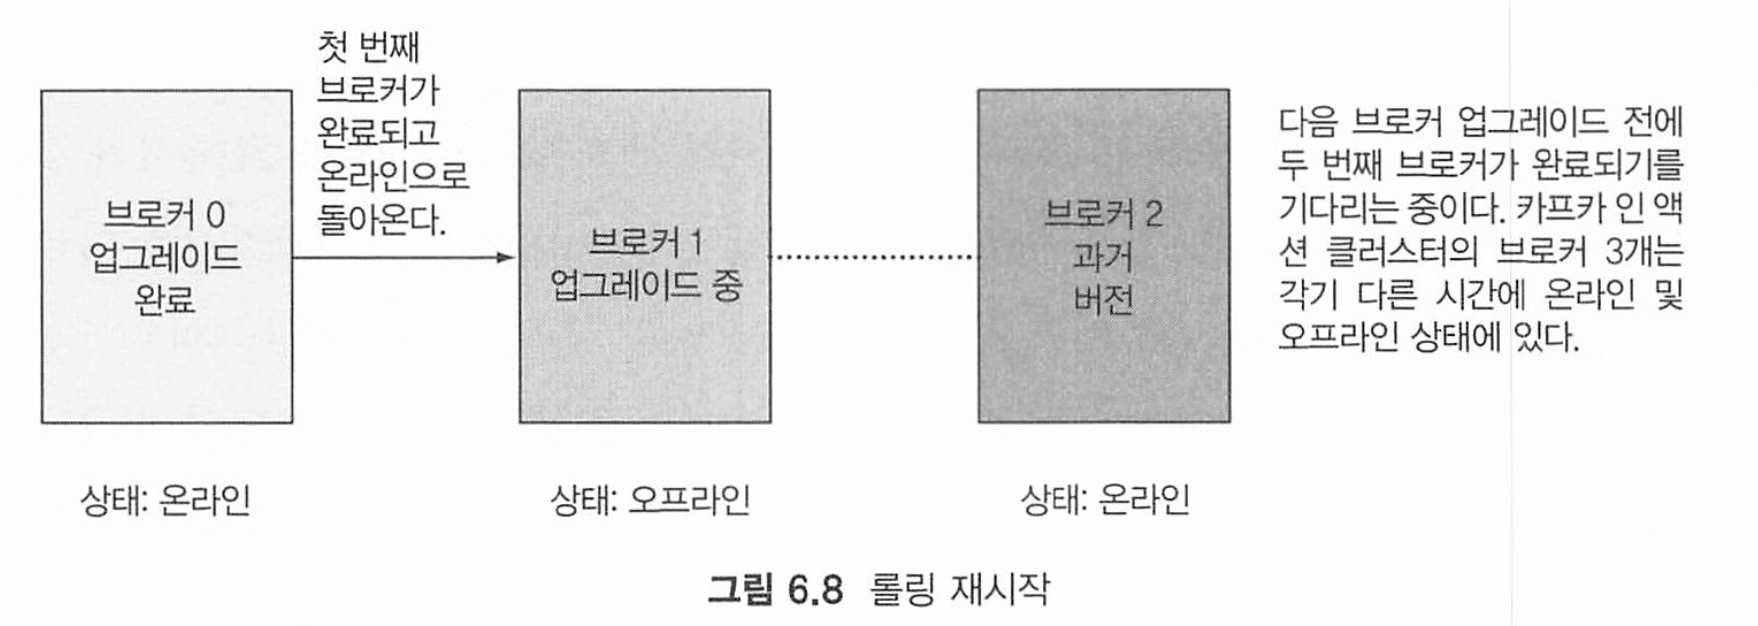 첫 번째
브로커가
완료되고
온라인으로
돌아온다.
브로커 0
업그레이드
완료
브로커 1
업그레이드 중
브로커 2
과거
버전
다음 브로커 업그레이드 전에
두 번째 브로커가 완료되기를
기다리는 중이다. 카프카 인 액
션 클러스터의 브로커 3개는
각기 다른 시간에 온라인 및
오프라인 상태에 있다.
상태: 온라인
상태: 오프라인
상태: 온라인
그림 6.8 롤링 재시작